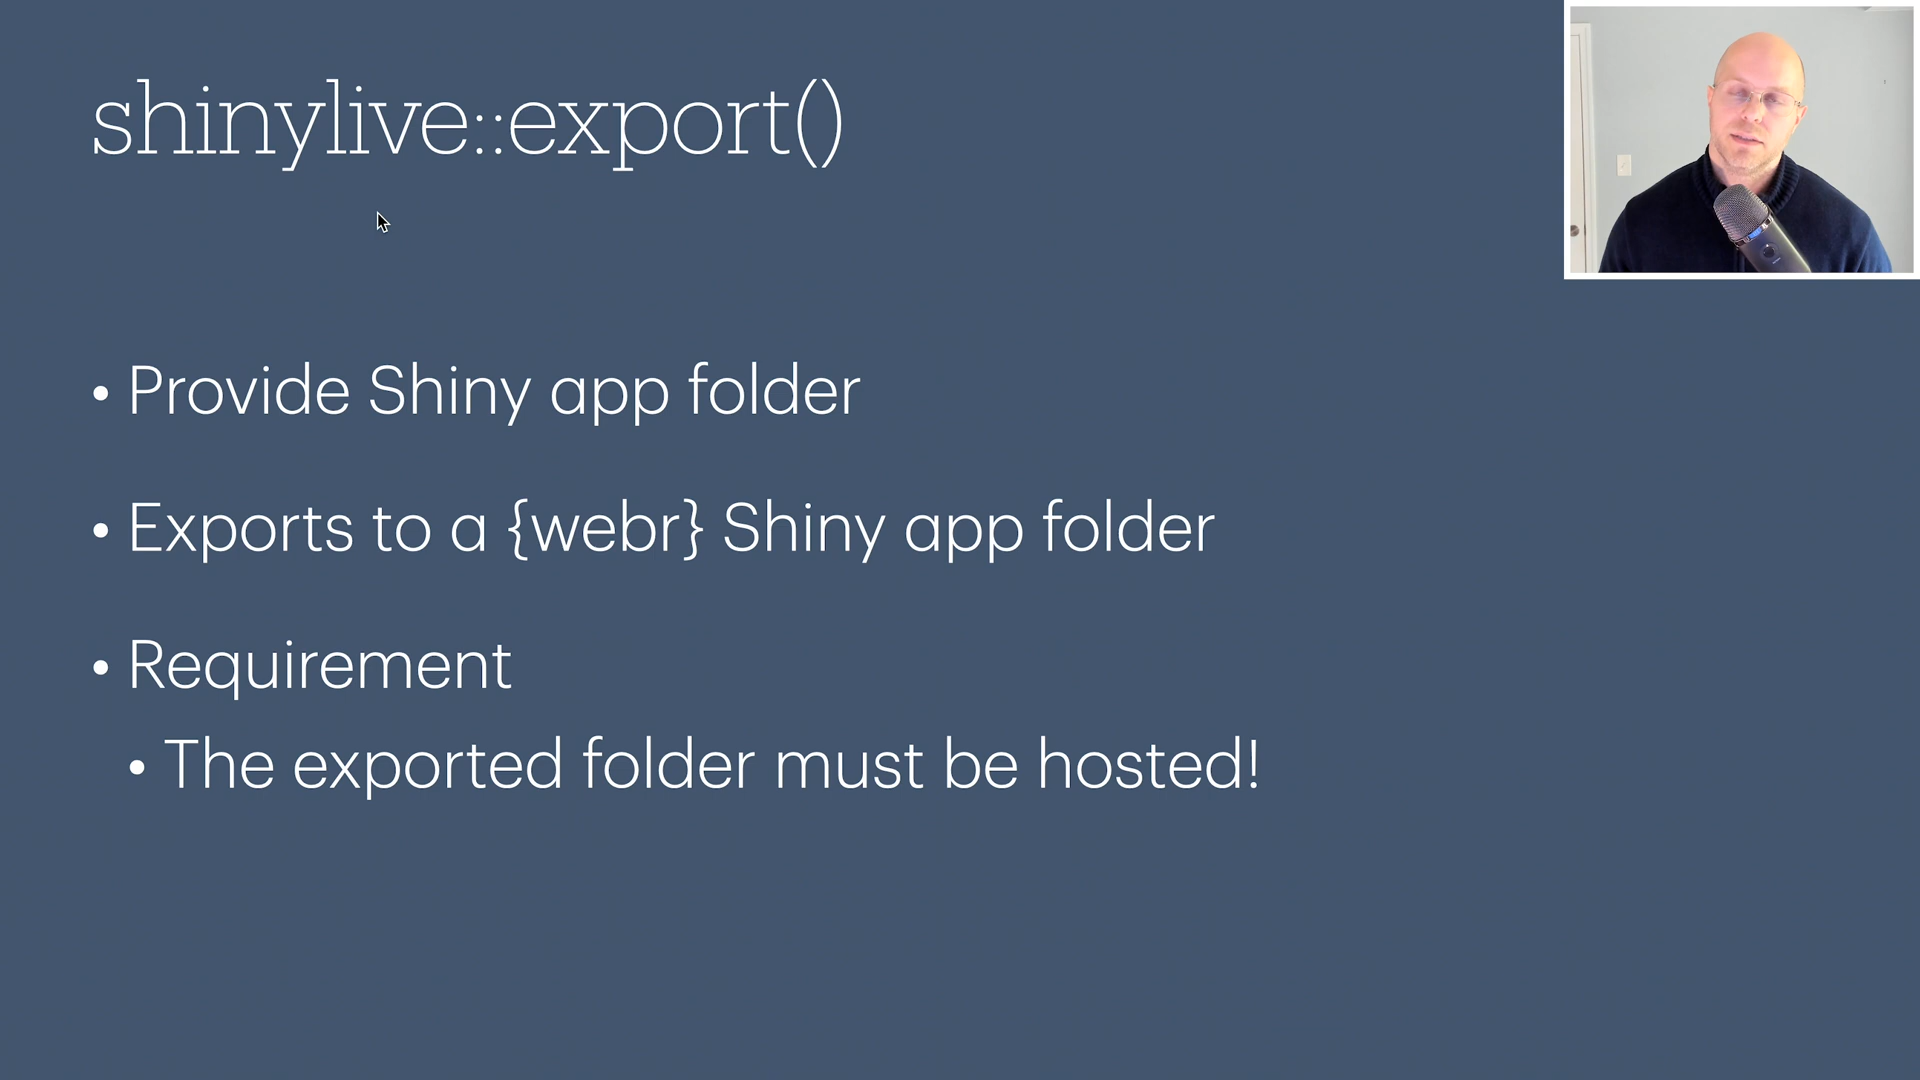 shinylive::export()
• Provide Shiny app folder
• Exports to a {webr} Shiny app folder
• Requirement
• The exported folder must be hosted!